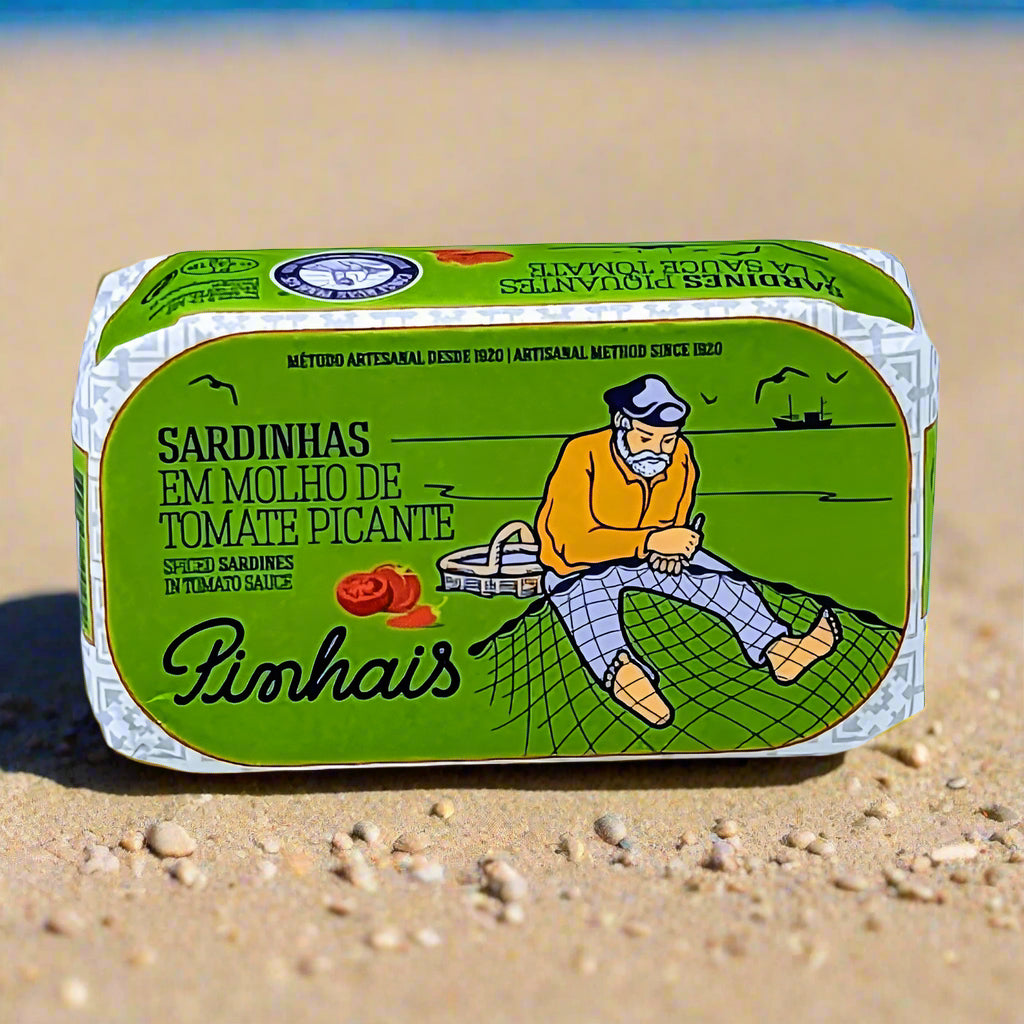 SARDINES PIQUANTES
À LA SAUCE TOMATE
MÉTODO ARTESANAL DESDE 1920 | ARTISANAL METHOD SINCE 1920
SARDINHAS
EM MOLHO DE
TOMATE PICANTE
SPICED SARDINES
IN TOMATO SAUCE
Pinhais